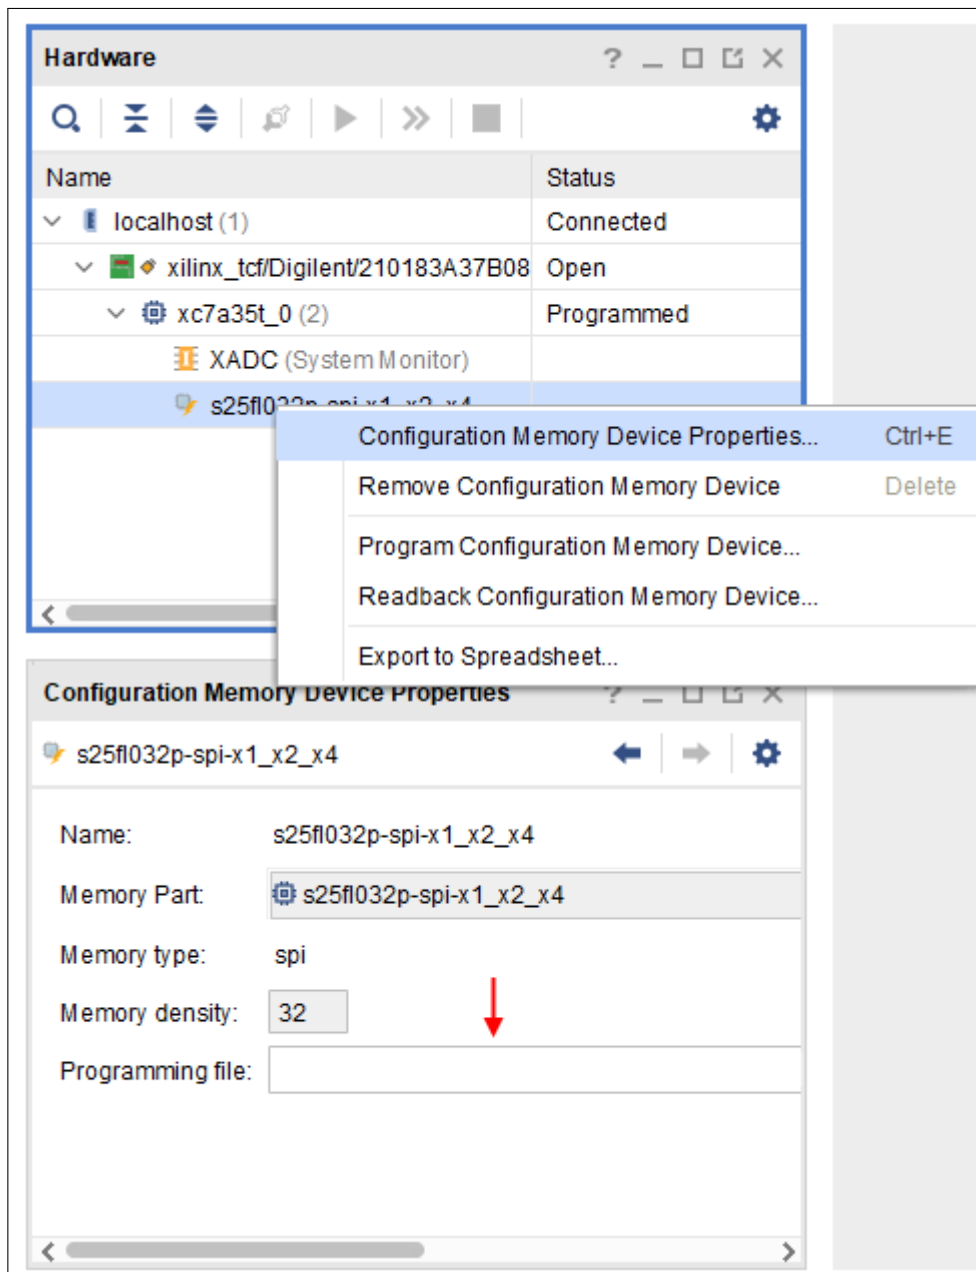 Hardware
Name Status
localhost (1) Connected
xilinx_tcf/Digilent/210183A37B08 Open
xc7a35t_0 (2) Programmed
XADC (System Monitor)
s25fl032p-spi-x1_x2_x4
Configuration Memory Device Properties... Ctrl+E
Remove Configuration Memory Device Delete
Program Configuration Memory Device...
Readback Configuration Memory Device...
Export to Spreadsheet...
Configuration Memory Device Properties
s25fl032p-spi-x1_x2_x4
Name: s25fl032p-spi-x1_x2_x4
Memory Part: s25fl032p-spi-x1_x2_x4
Memory type: spi
Memory density: 32
Programming file: